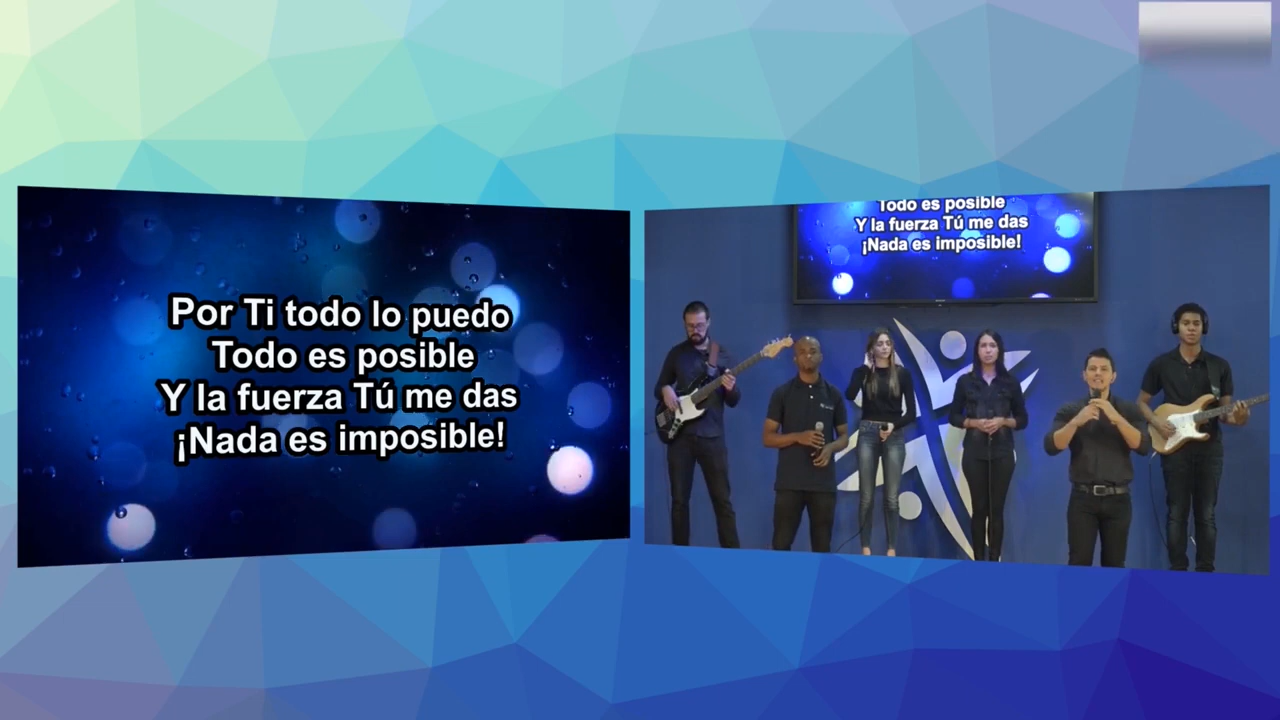 Por Ti todo lo puedo
Todo es posible
Y la fuerza Tú me das
¡Nada es imposible!
Todo es posible
Y la fuerza Tú me das
¡Nada es imposible!